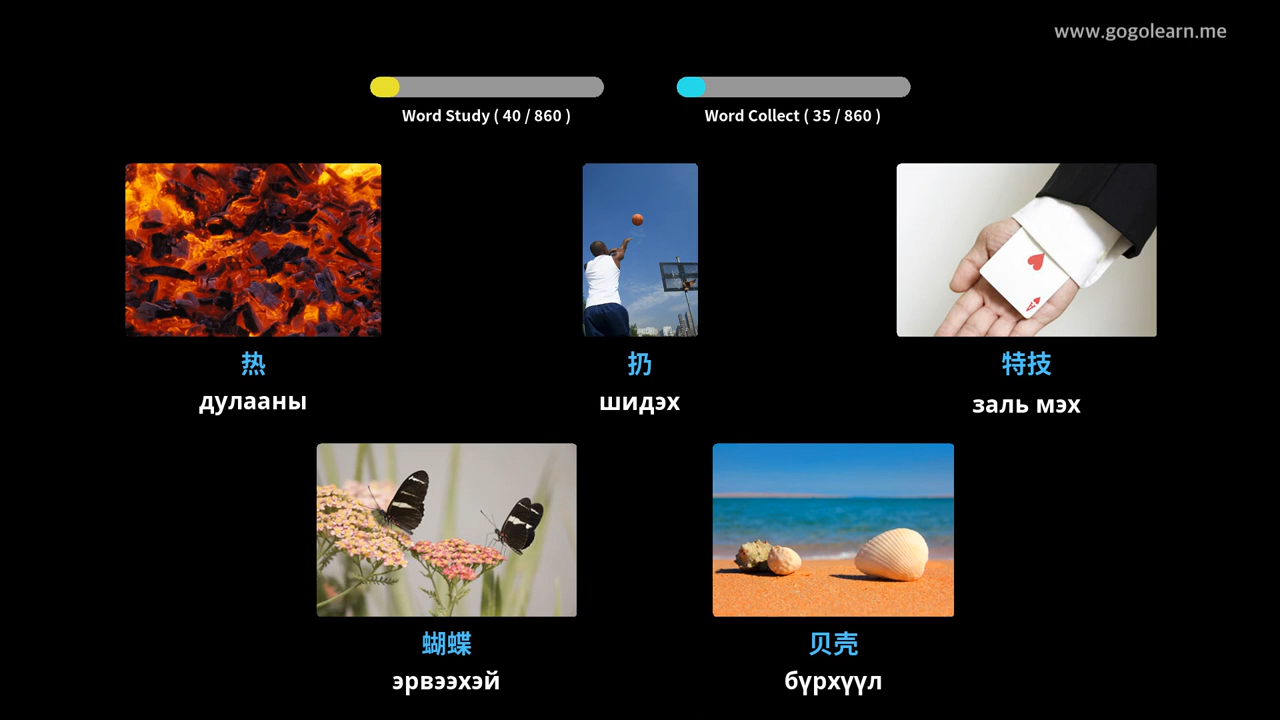 www.gogolearn.me
Word Study ( 40 / 860 )
Word Collect ( 35 / 860 )
热
扔
特技
дулааны
шидэх
заль мэх
蝴蝶
贝壳
эрвээхэй
бүрхүүл